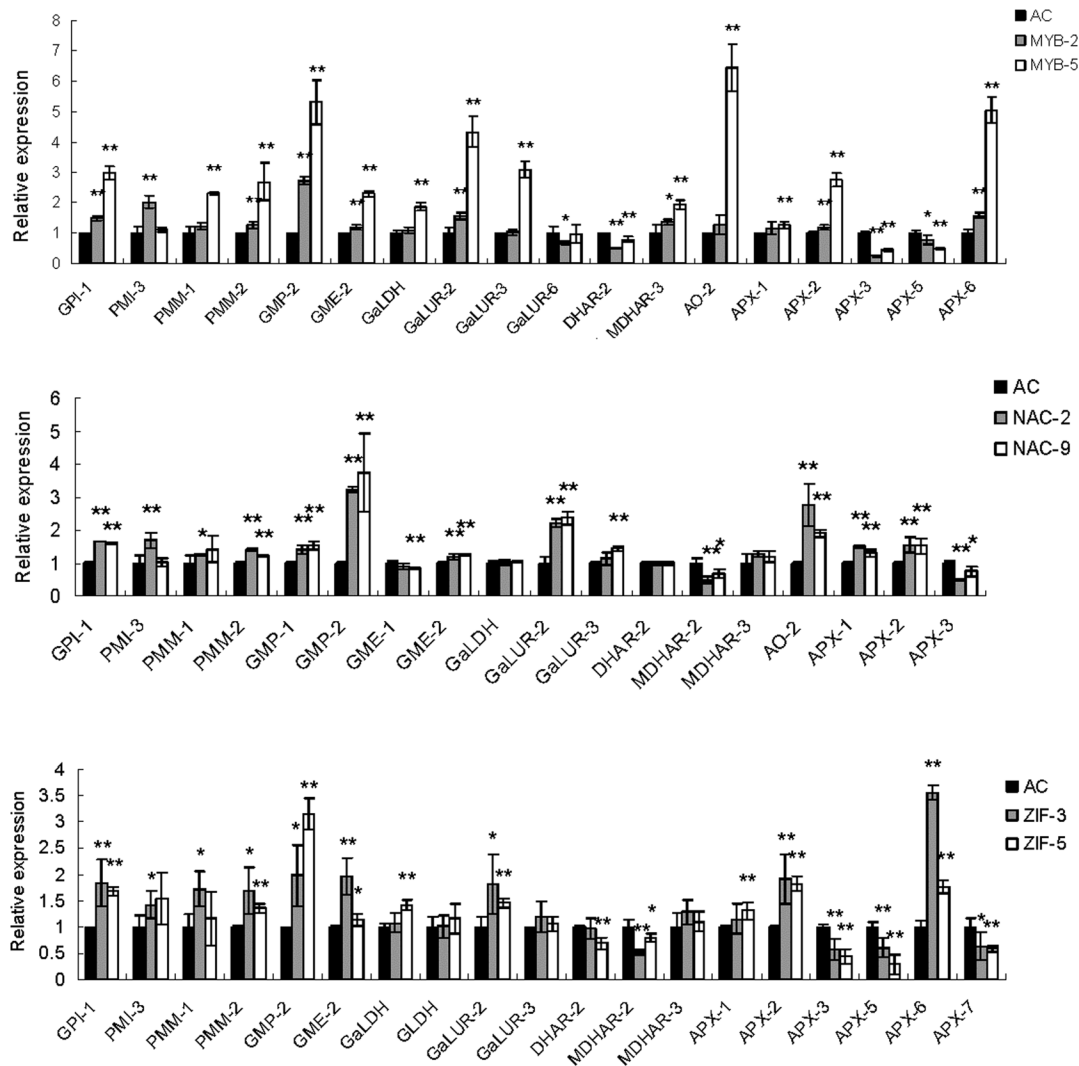 AC
MYB-2
MYB-5
Relative expression
8
7
6
5
4
3
2
1
0
** ** ** ** ** ** ** ** ** ** ** ** ** ** * ** ** * ** ** ** ** ** ** ** * ** ** **
GPI-1 PMI-3 PMM-1 PMM-2 GMP-2 GME-2 GaLDH GaLUR-2 GaLUR-3 GaLUR-6 DHAR-2 MDHAR-3 AO-2 APX-1 APX-2 APX-3 APX-5 APX-6
AC
NAC-2
NAC-9
Relative expression
6
5
4
3
2
1
0
** ** ** * ** ** ** ** ** ** ** ** ** ** ** ** ** * ** ** ** ** ** ** ** *
GPI-1 PMI-3 PMM-1 PMM-2 GMP-1 GMP-2 GME-1 GME-2 GaLDH GaLUR-2 GaLUR-3 DHAR-2 MDHAR-2 MDHAR-3 AO-2 APX-1 APX-2 APX-3
AC
ZIF-3
ZIF-5
Relative expression
4
3.5
3
2.5
2
1.5
1
0.5
0
** ** * * * ** * ** ** * ** * ** ** ** * ** ** ** ** ** ** ** ** ** * **
GPI-1 PMI-3 PMM-1 PMM-2 GMP-2 GME-2 GaLDH GLDH GaLUR-2 GaLUR-3 DHAR-2 MDHAR-2 MDHAR-3 APX-1 APX-2 APX-3 APX-5 APX-6 APX-7